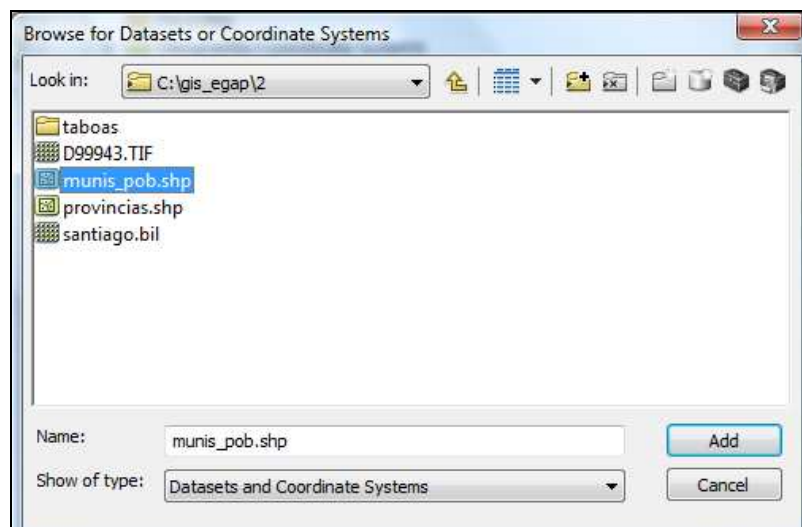 Browse for Datasets or Coordinate Systems
Look in: C:\gis_egap\2
taboas
D99943.TIF
munis_pob.shp
provincias.shp
santiago.bil
Name: munis_pob.shp Add
Show of type: Datasets and Coordinate Systems Cancel